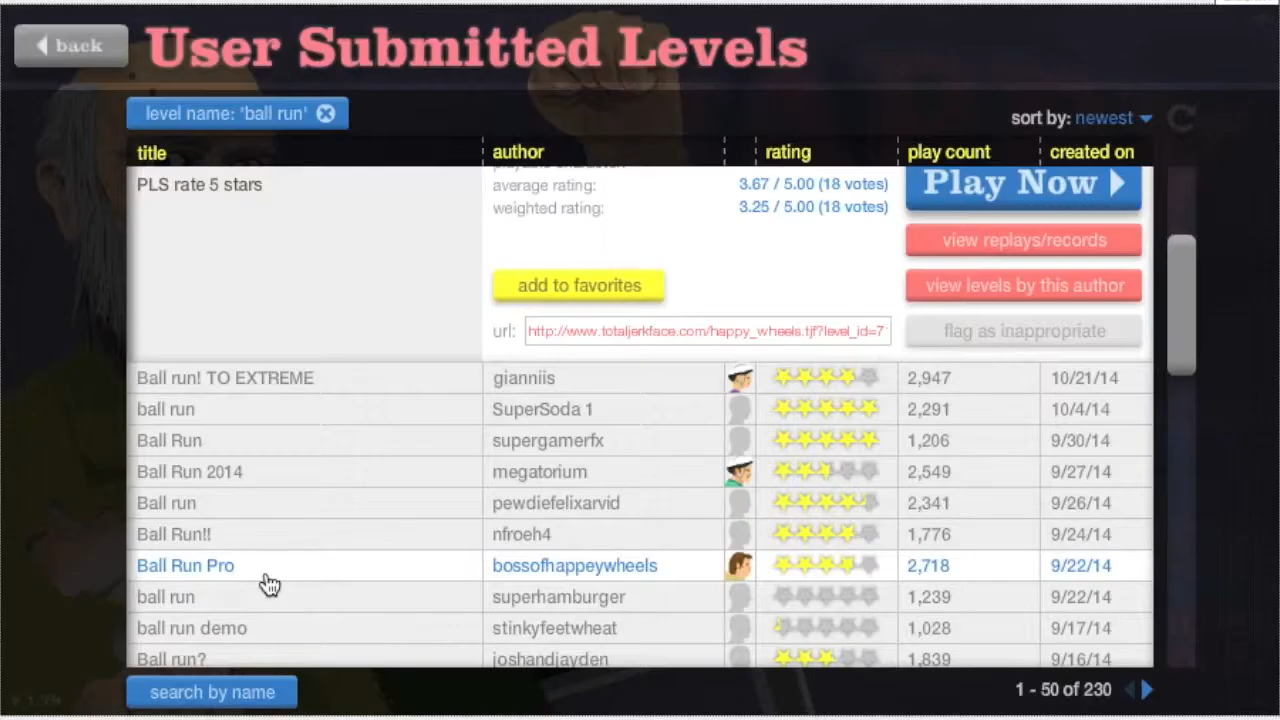 back
User Submitted Levels
level name: 'ball run'
sort by: newest
title author rating play count created on
PLS rate 5 stars
average rating: 3.67 / 5.00 (18 votes)
weighted rating: 3.25 / 5.00 (18 votes)
Play Now
view replays/records
add to favorites
view levels by this author
url: http://www.totaljerkface.com/happy_wheels.tjf?level_id=7
flag as inappropriate
Ball run! TO EXTREME gianniis 2,947 10/21/14
ball run SuperSoda 1 2,291 10/4/14
Ball Run supergamerfx 1,206 9/30/14
Ball Run 2014 megatorium 2,549 9/27/14
Ball run pewdiefelixarvid 2,341 9/26/14
Ball Run!! nfroeh4 1,776 9/24/14
Ball Run Pro bossofhappeywheels 2,718 9/22/14
ball run superhamburger 1,239 9/22/14
ball run demo stinkyfeetwheat 1,028 9/17/14
Ball run? joshandjayden 1,839 9/16/14
search by name
1 - 50 of 230